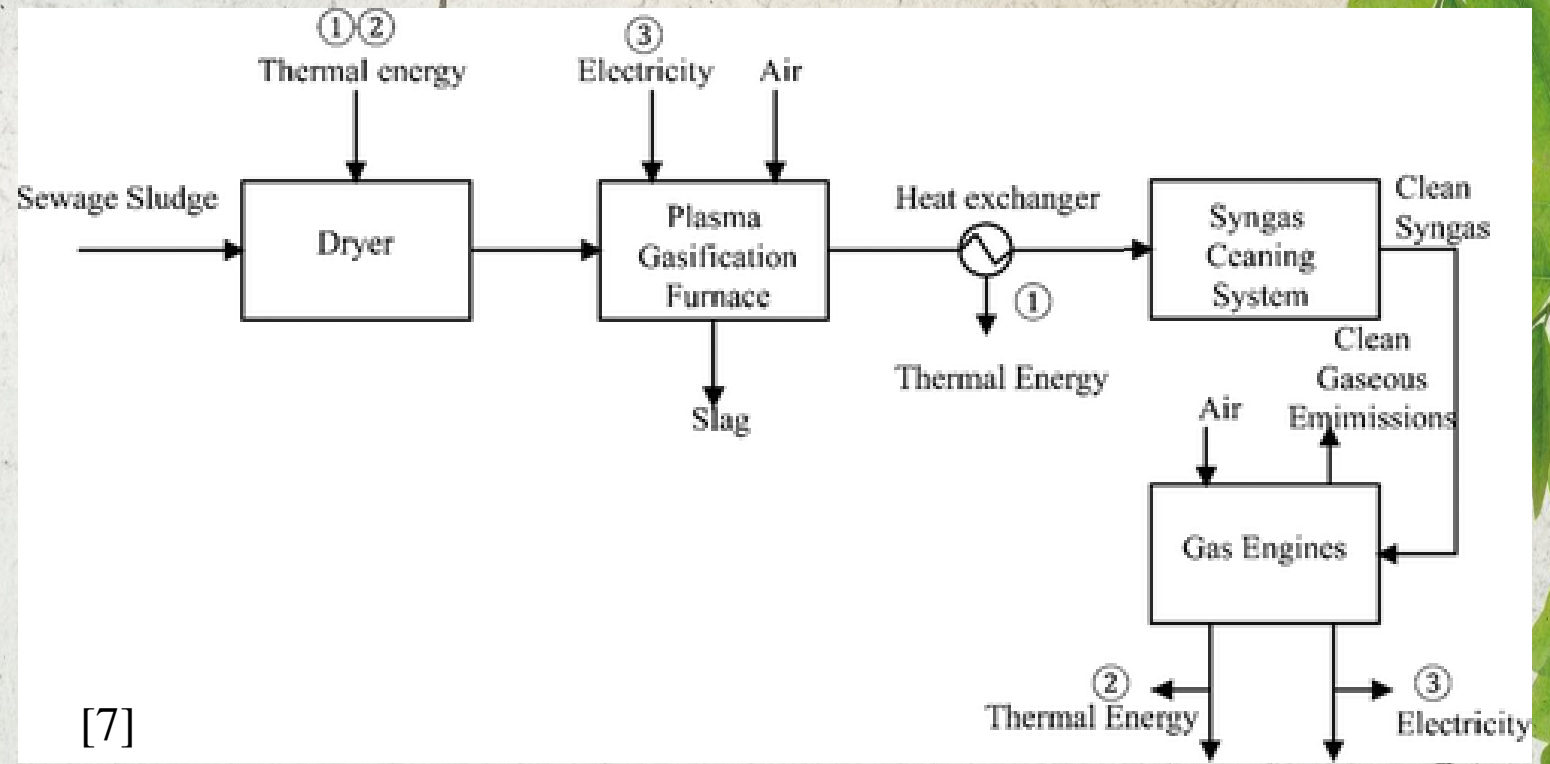 ①②
Thermal energy
③
Electricity
Air
Sewage Sludge
Dryer
Plasma
Gasification
Furnace
Slag
Heat exchanger
①
Thermal Energy
Syngas
Ccaning
System
Clean
Syngas
Clean
Gaseous
Emimissions
Air
Gas Engines
②
Thermal Energy
③
Electricity
[7]